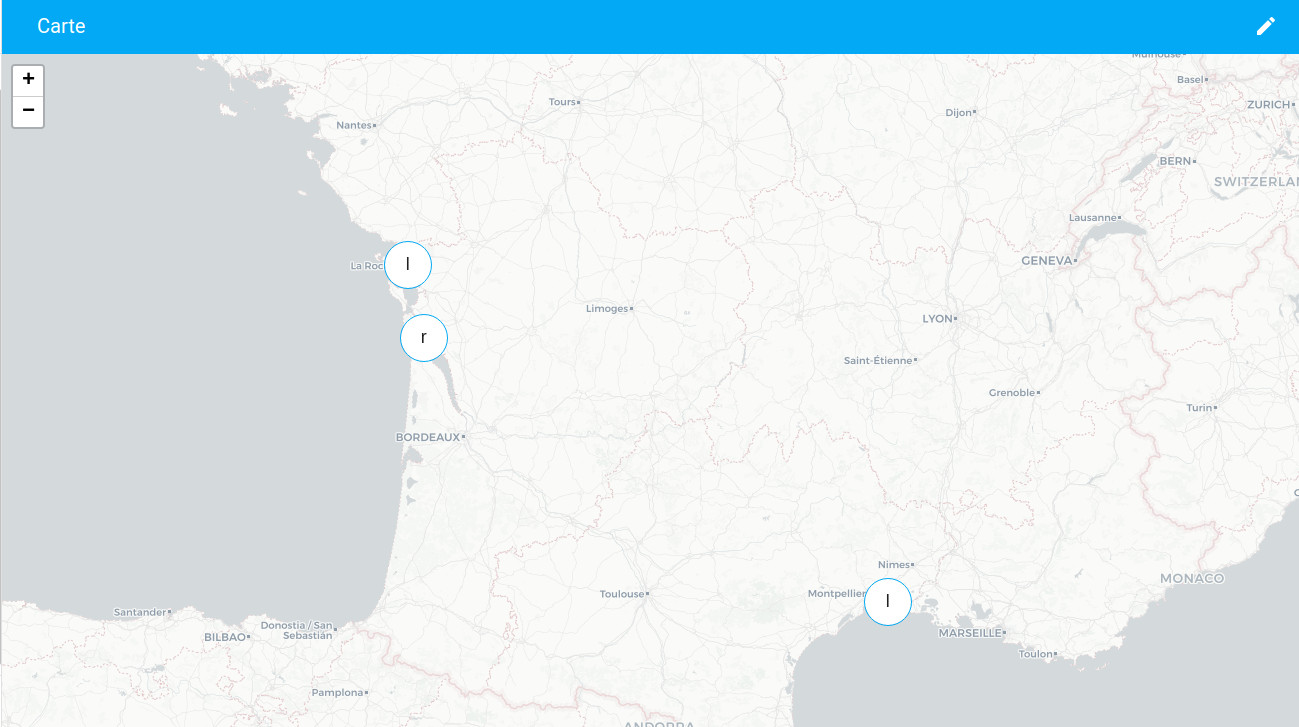 Carte
+
−
Mulhouse
Basel
Tours
ZURICH
Dijon
Nantes
BERN
SWITZERLAN
Lausanne
GENEVA
La Roc
l
Limoges
LYON
r
Saint-Étienne
Grenoble
Turin
BORDEAUX
Nimes
MONACO
Toulouse
Montpellier
l
Santander
Donostia / San
Sebastián
BILBAO
MARSEILLE
Toulon
Pamplona
ANDORRA